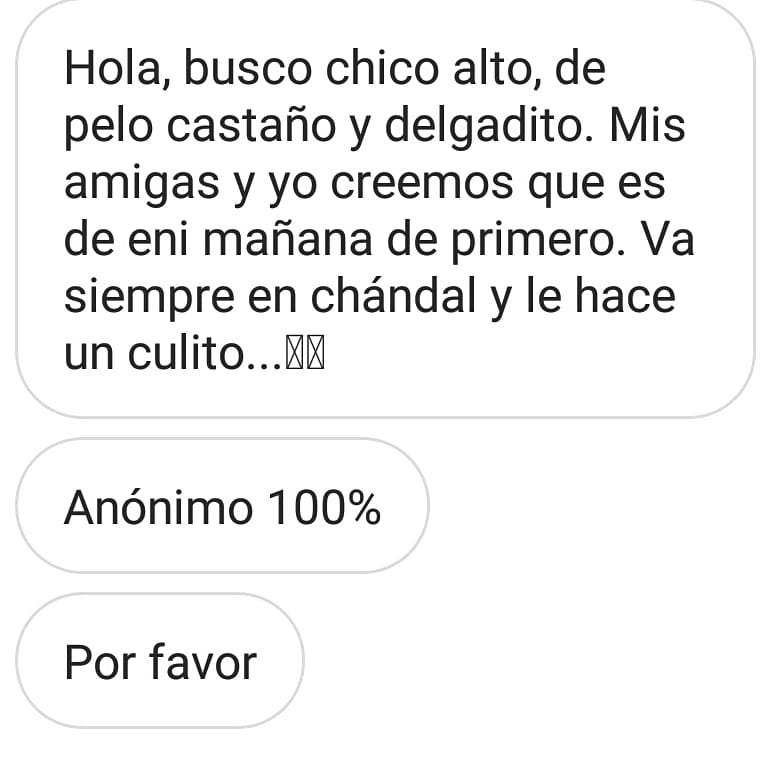 Hola, busco chico alto, de
pelo castaño y delgadito. Mis
amigas y yo creemos que es
de eni mañana de primero. Va
siempre en chándal y le hace
un culito...
Anónimo 100%
Por favor